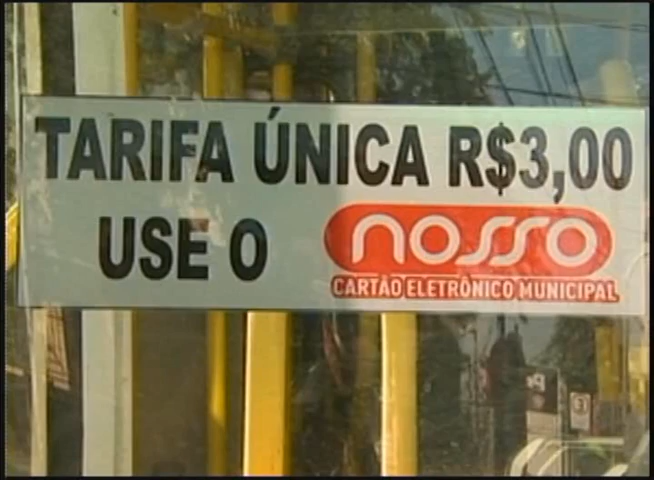 TARIFA ÚNICA R$3,00
USE O nosso
CARTÃO ELETRÔNICO MUNICIPAL